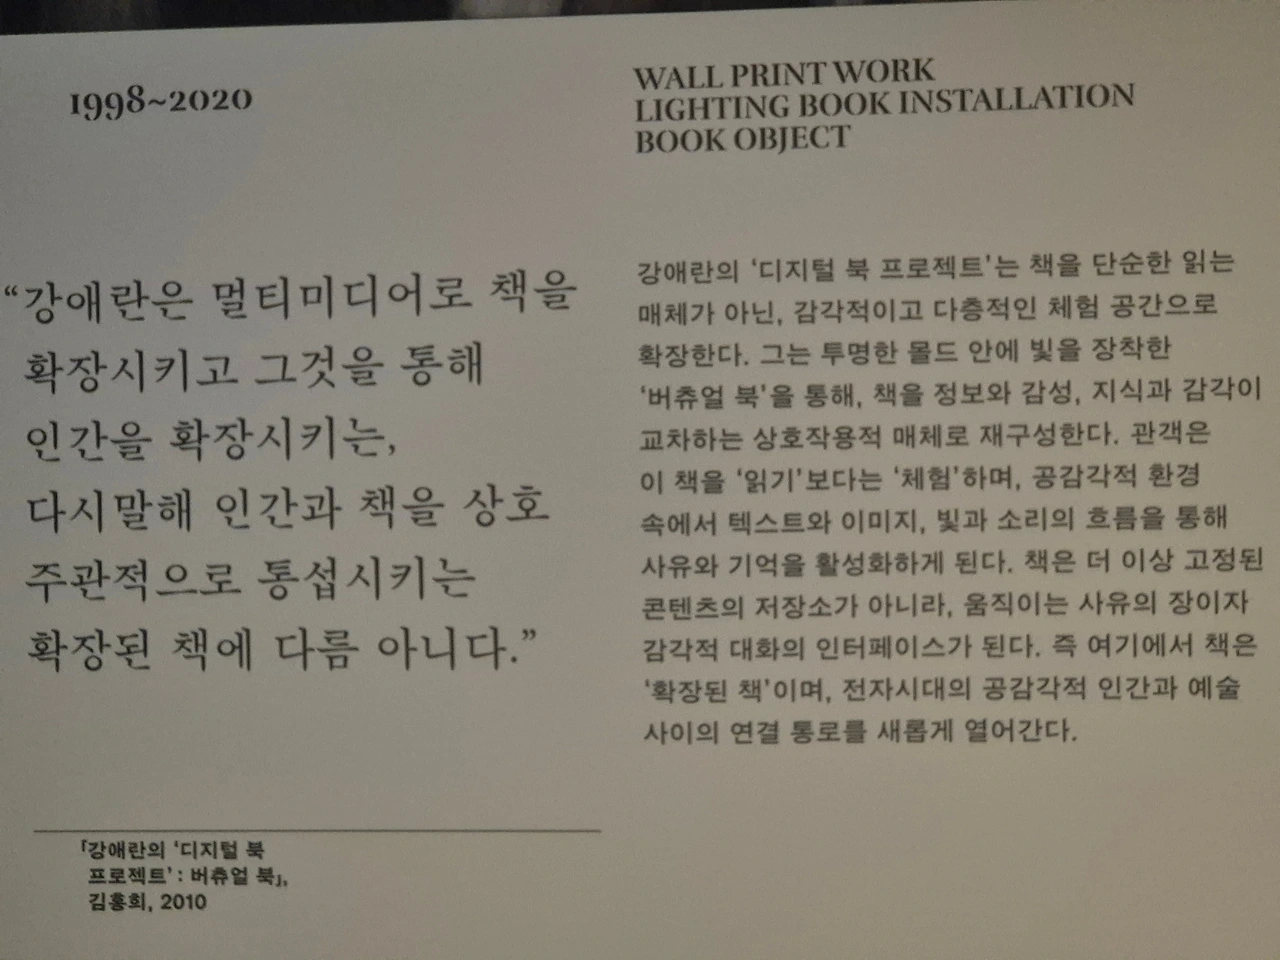 1998~2020
WALL PRINT WORK
LIGHTING BOOK INSTALLATION
BOOK OBJECT
“강애란은 멀티미디어로 책을
확장시키고 그것을 통해
인간을 확장시키는,
다시말해 인간과 책을 상호
주관적으로 통섭시키는
확장된 책에 다름 아니다.”
「강애란의 ‘디지털 북
프로젝트’ : 버츄얼 북」,
김홍희, 2010
강애란의 ‘디지털 북 프로젝트’는 책을 단순한 읽는
매체가 아닌, 감각적이고 다층적인 체험 공간으로
확장한다. 그는 투명한 몰드 안에 빛을 장착한
‘버츄얼 북’을 통해, 책을 정보와 감성, 지식과 감각이
교차하는 상호작용적 매체로 재구성한다. 관객은
이 책을 ‘읽기’보다는 ‘체험’하며, 공감각적 환경
속에서 텍스트와 이미지, 빛과 소리의 흐름을 통해
사유와 기억을 활성화하게 된다. 책은 더 이상 고정된
콘텐츠의 저장소가 아니라, 움직이는 사유의 장이자
감각적 대화의 인터페이스가 된다. 즉 여기에서 책은
‘확장된 책’이며, 전자시대의 공감각적 인간과 예술
사이의 연결 통로를 새롭게 열어간다.